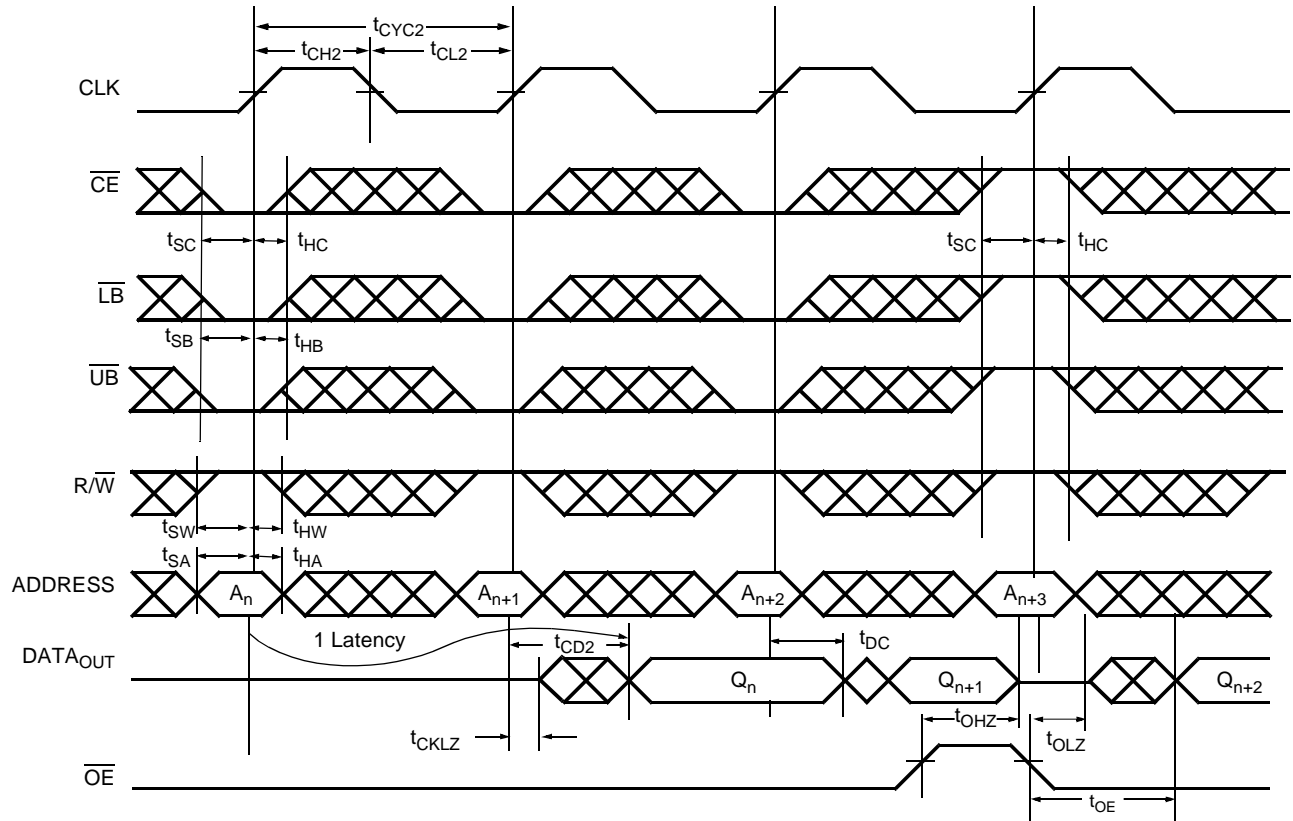 tCYC2
tCH2 tCL2
CLK
CE
tSC tHC tSC tHC
LB
tSB tHB
UB
R/W
tSW tHW
tSA tHA
ADDRESS An An+1 An+2 An+3
1 Latency tCD2 tDC
DATAOUT Qn Qn+1 Qn+2
tOHZ
tCKLZ tOLZ
OE
tOE